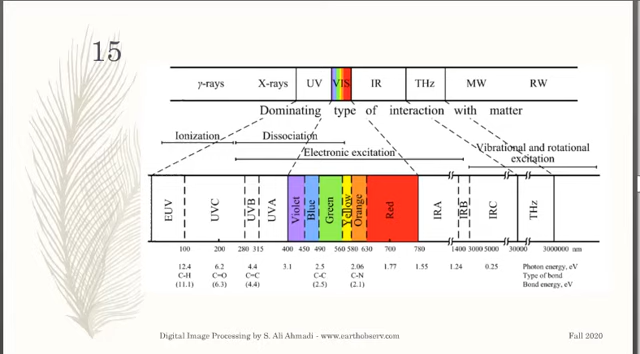 15
γ-rays X-rays UV VIS IR THz MW RW
Dominating type of interaction with matter
Ionization Dissociation
Electronic excitation
Vibrational and rotational
excitation
EUV UVC UVB UVA Violet Blue Green Yellow Orange Red IRA IRB IRC THz
100 200 280 315 400 450 490 560 580 630 700 780 1400 3000 5000 30000 3000000 nm
12.4 6.2 4.4 3.1 2.5 2.06 1.77 1.55 1.24 0.25 Photon energy, eV
C-H C=O C=C C-C C-N Type of bond
(11.1) (6.3) (4.4) (2.5) (2.1) Bond energy, eV
Digital Image Processing by S. Ali Ahmadi - www.earthobserv.com Fall 2020